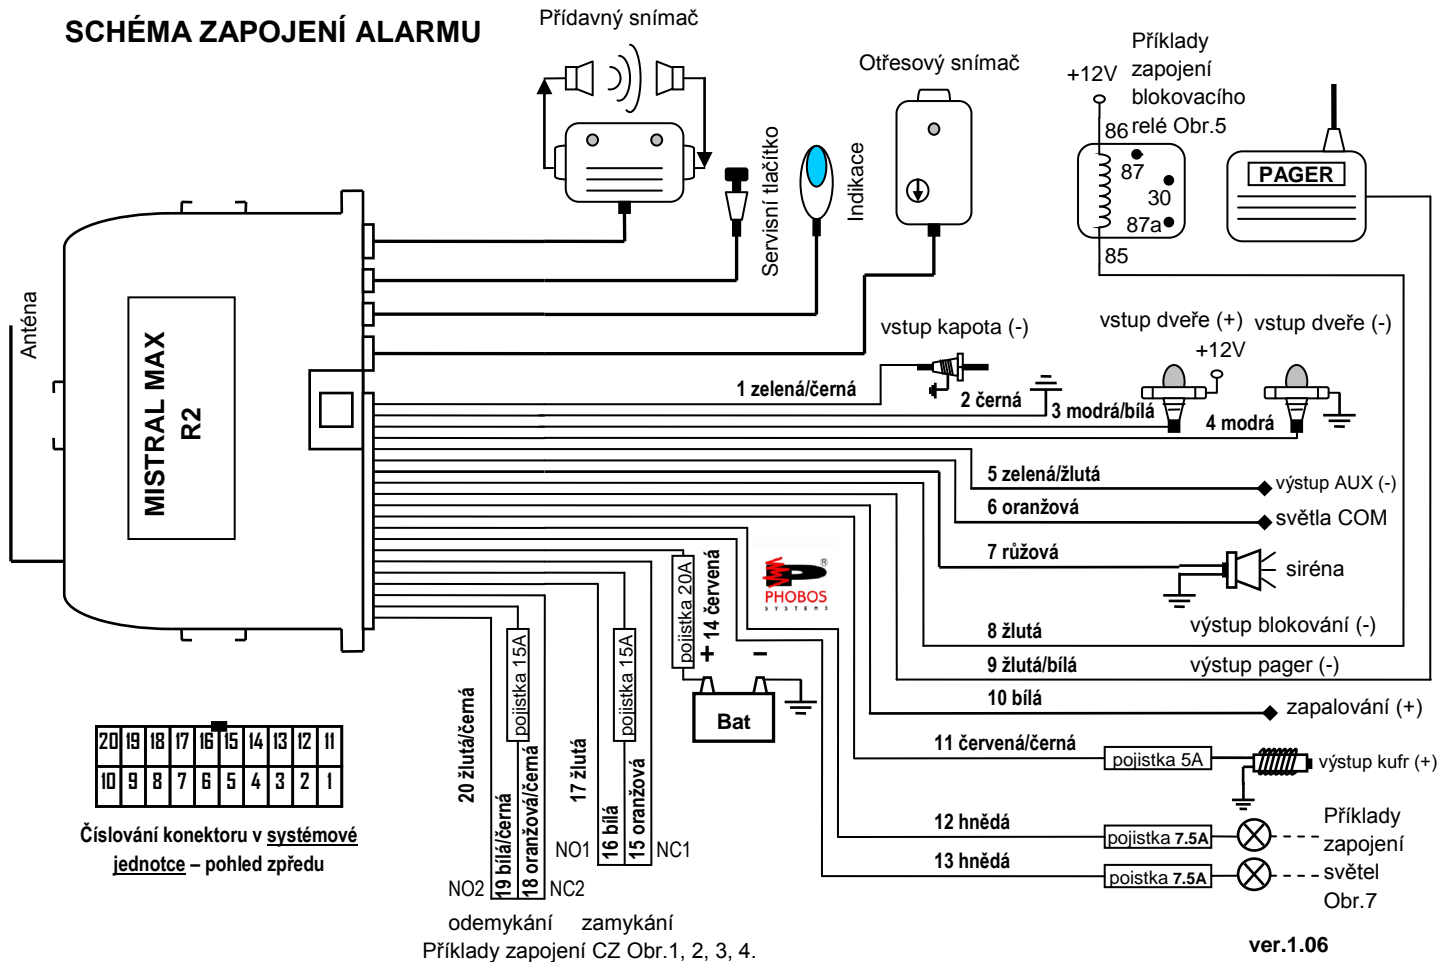 SCHÉMA ZAPOJENÍ ALARMU
Přídavný snímač
Otřesový snímač
Příklady
zapojení
blokovacího
relé Obr.5
+12V
86
87
30
87a
85
PAGER
Servisní tlačítko
Indikace
Anténa
MISTRAL MAX
R2
vstup kapota (-)
vstup dveře (+)
vstup dveře (-)
+12V
1 zelená/černá
2 černá
3 modrá/bílá
4 modrá
5 zelená/žlutá
výstup AUX (-)
6 oranžová
světla COM
7 růžová
siréna
PHOBOS
SYSTEMS
®
8 žlutá
výstup blokování (-)
9 žlutá/bílá
výstup pager (-)
10 bílá
zapalování (+)
11 červená/černá
pojistka 5A
výstup kufr (+)
12 hnědá
pojistka 7.5A
13 hnědá
poistka 7.5A
Příklady
zapojení
světel
Obr.7
14 červená
pojistka 20A
+ −
Bat
pojistka 15A
pojistka 15A
20 žlutá/černá
19 bílá/černá
18 oranžová/černá
17 žlutá
16 bílá
15 oranžová
NO1
NC1
NO2
NC2
odemykání
zamykání
Příklady zapojení CZ Obr.1, 2, 3, 4.
20 19 18 17 16 15 14 13 12 11
10 9 8 7 6 5 4 3 2 1
Číslování konektoru v systémové
jednotce – pohled zpředu
ver.1.06